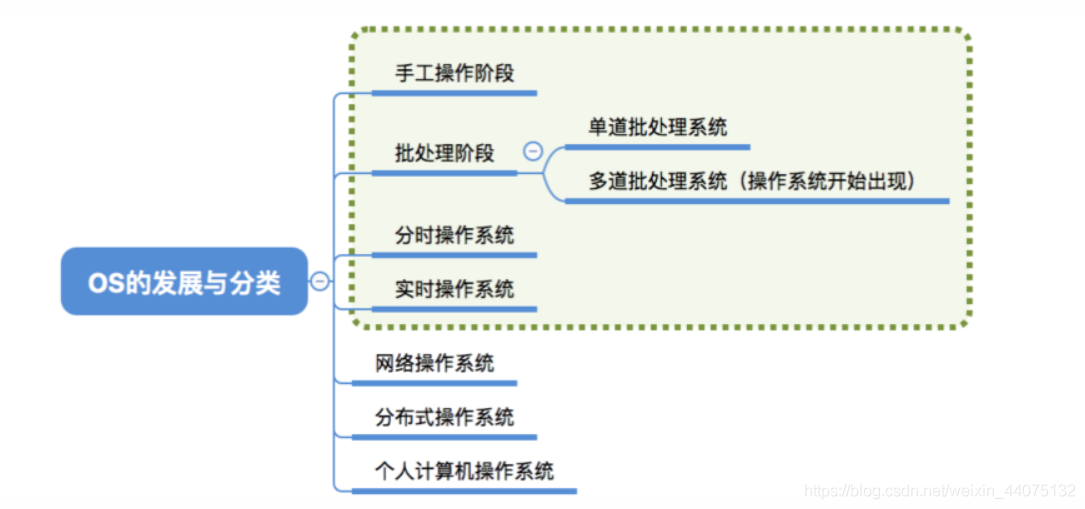 手工操作阶段
单道批处理系统
批处理阶段
多道批处理系统（操作系统开始出现）
分时操作系统
OS的发展与分类
实时操作系统
网络操作系统
分布式操作系统
个人计算机操作系统
https://blog.csdn.net/weixin_44075132